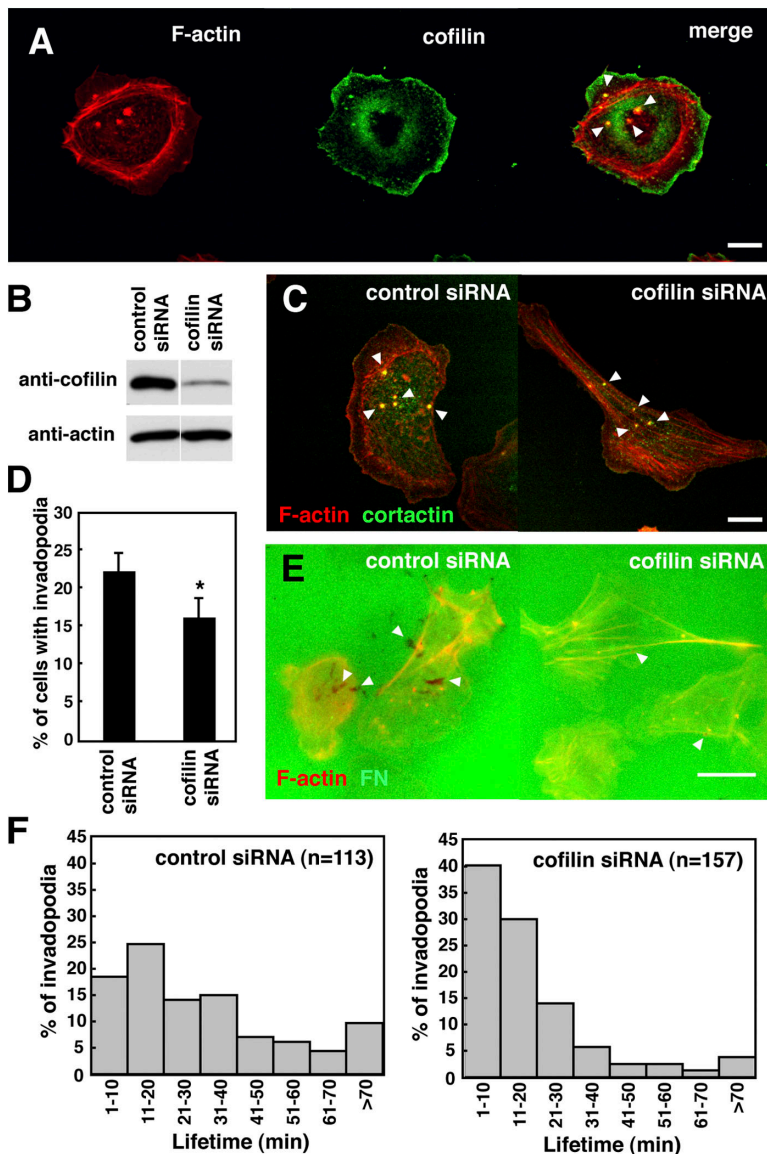 A
F-actin
cofilin
merge
B
control siRNA
cofilin siRNA
anti-cofilin
anti-actin
C
control siRNA
cofilin siRNA
F-actin cortactin
D
% of cells with invadopodia
30
25
20
15
10
5
0
*
control siRNA
cofilin siRNA
E
control siRNA
cofilin siRNA
F-actin FN
F
control siRNA (n=113)
% of invadopodia
45
40
35
30
25
20
15
10
5
0
1-10
11-20
21-30
31-40
41-50
51-60
61-70
>70
Lifetime (min)
cofilin siRNA (n=157)
% of invadopodia
45
40
35
30
25
20
15
10
5
0
1-10
11-20
21-30
31-40
41-50
51-60
61-70
>70
Lifetime (min)